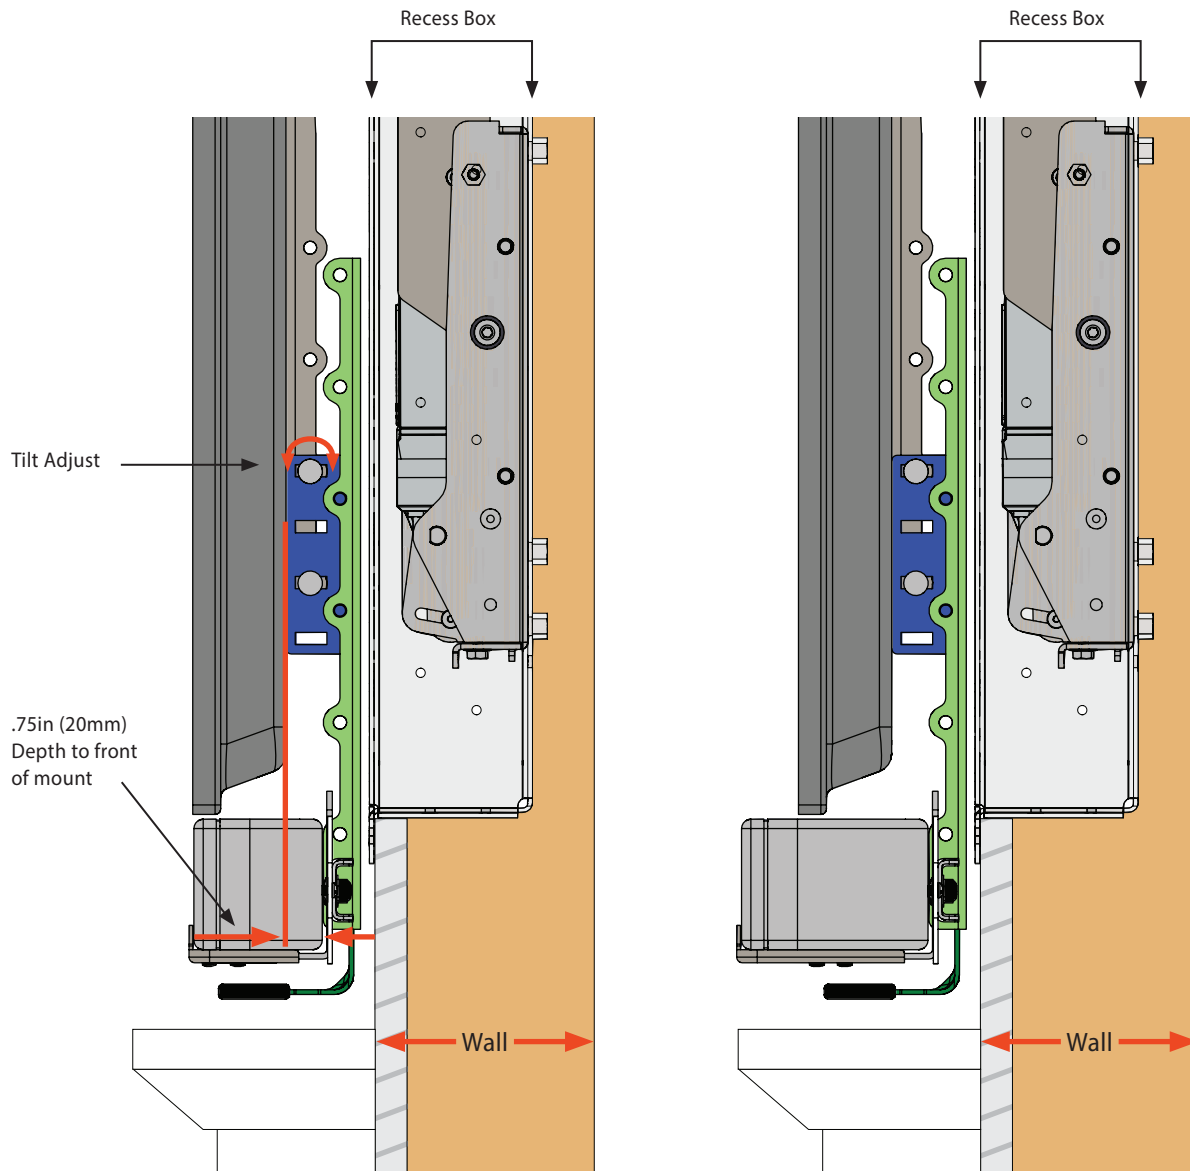 Recess Box
Recess Box
Tilt Adjust
.75in (20mm)
Depth to front
of mount
Wall
Wall